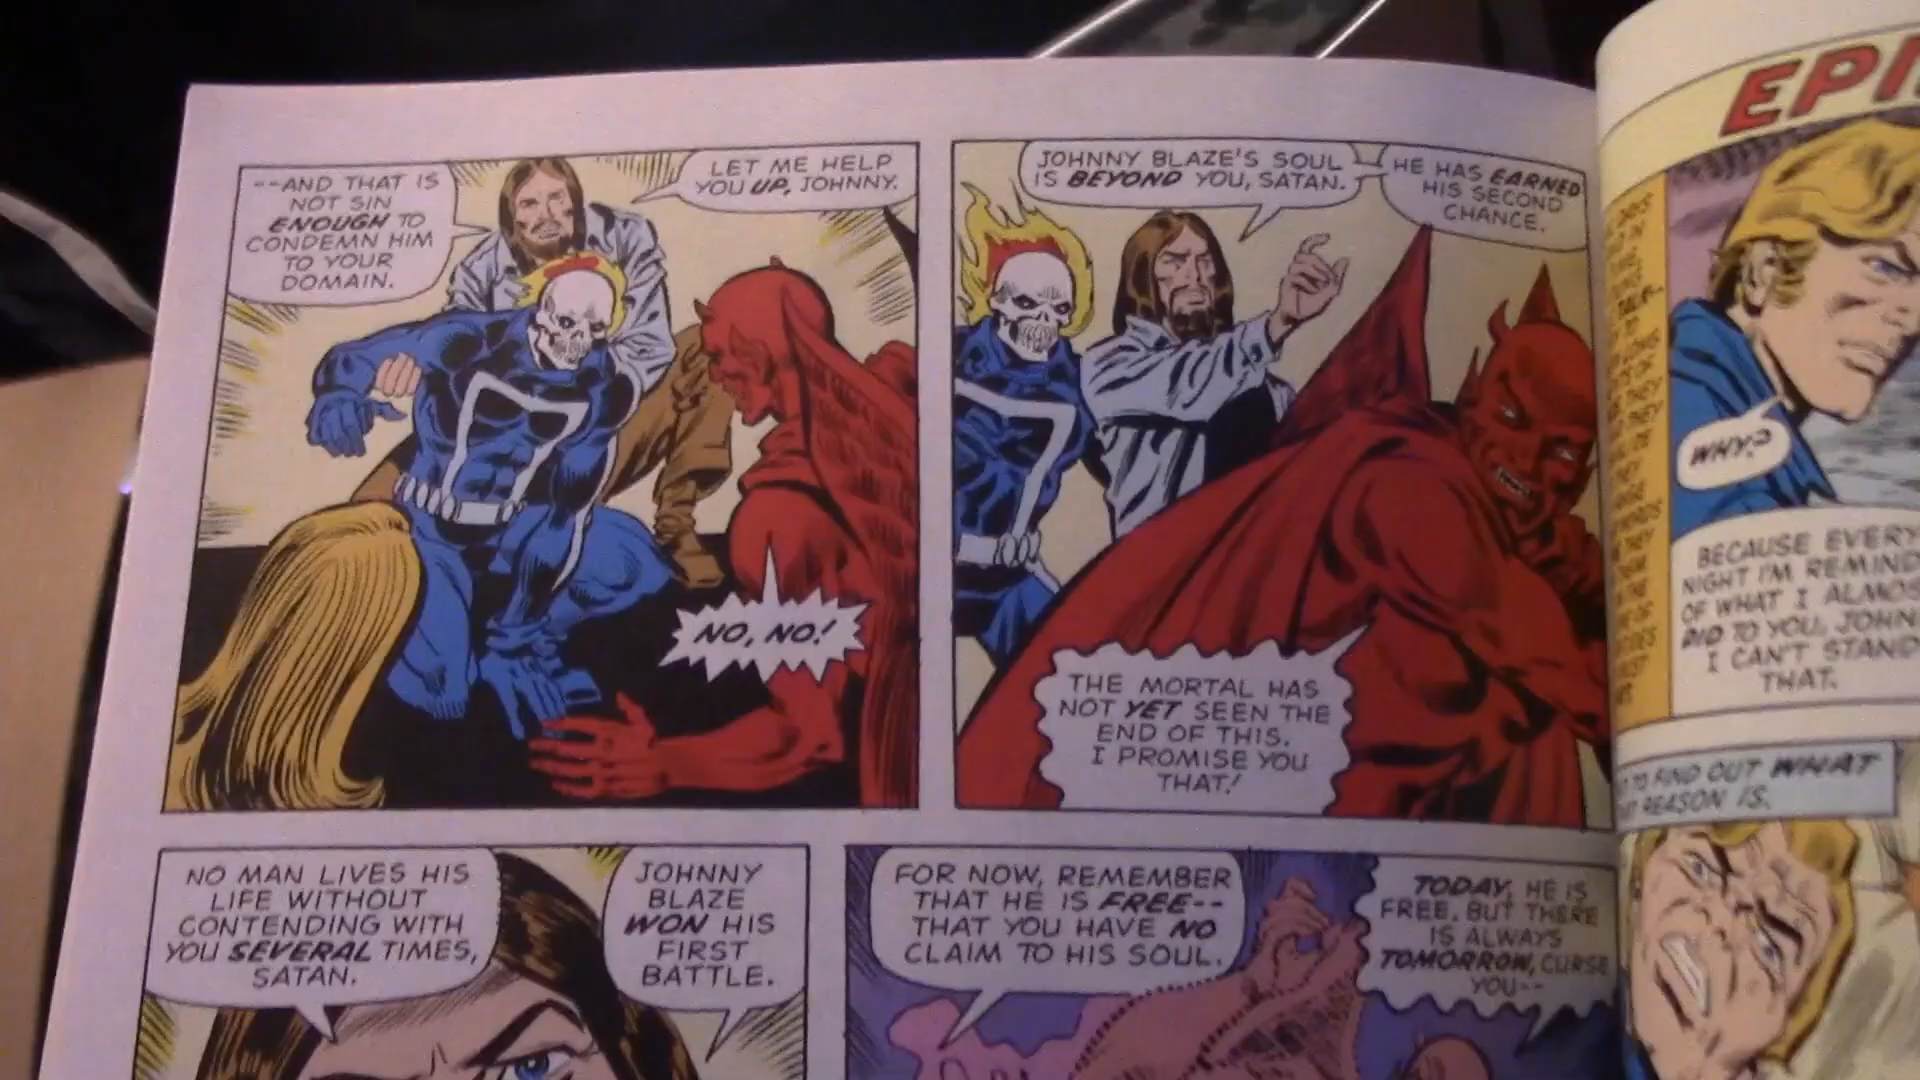 --AND THAT IS
NOT SIN
ENOUGH TO
CONDEMN HIM
TO YOUR
DOMAIN.
LET ME HELP
YOU UP, JOHNNY.
NO, NO!
JOHNNY BLAZE'S SOUL
IS BEYOND YOU, SATAN.
HE HAS EARNED
HIS SECOND
CHANCE.
THE MORTAL HAS
NOT YET SEEN THE
END OF THIS.
I PROMISE YOU
THAT!
NO MAN LIVES HIS
LIFE WITHOUT
CONTENDING WITH
YOU SEVERAL TIMES,
SATAN.
JOHNNY
BLAZE
WON HIS
FIRST
BATTLE.
FOR NOW, REMEMBER
THAT HE IS FREE--
THAT YOU HAVE NO
CLAIM TO HIS SOUL.
TODAY, HE IS
FREE, BUT THERE
IS ALWAYS
TOMORROW, CURSE
YOU--
EPI
WHY?
BECAUSE EVERY
NIGHT I'M REMIND
OF WHAT I ALMOS
DID TO YOU, JOHN.
I CAN'T STAND
THAT.
TO FIND OUT WHAT
REASON IS.